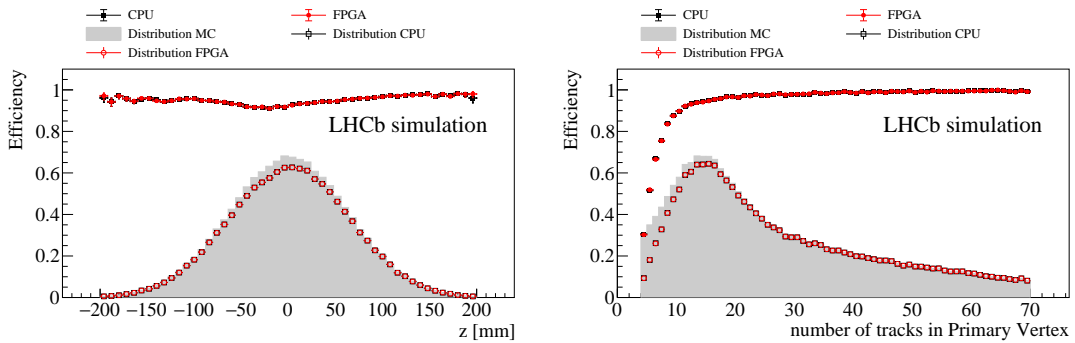 CPU
FPGA
Distribution MC
Distribution CPU
Distribution FPGA
Efficiency
1
0.8
0.6
0.4
0.2
0
LHCb simulation
−200 −150 −100 −50 0 50 100 150 200
z [mm]
CPU
FPGA
Distribution MC
Distribution CPU
Distribution FPGA
Efficiency
1
0.8
0.6
0.4
0.2
0
LHCb simulation
0 10 20 30 40 50 60 70
number of tracks in Primary Vertex